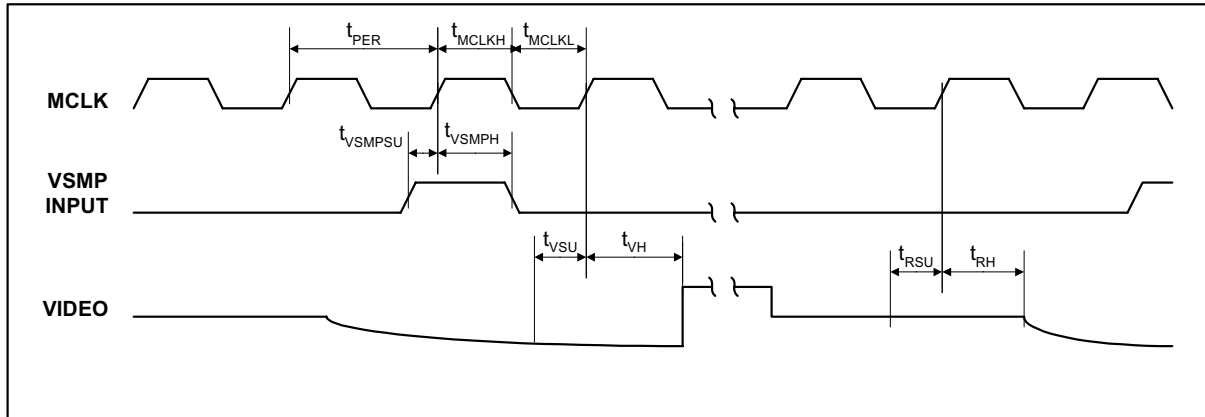 tPER tMCLKH tMCLKL
MCLK
tVSMPSU tVSMPH
VSMP
INPUT
tVSU tVH tRSU tRH
VIDEO